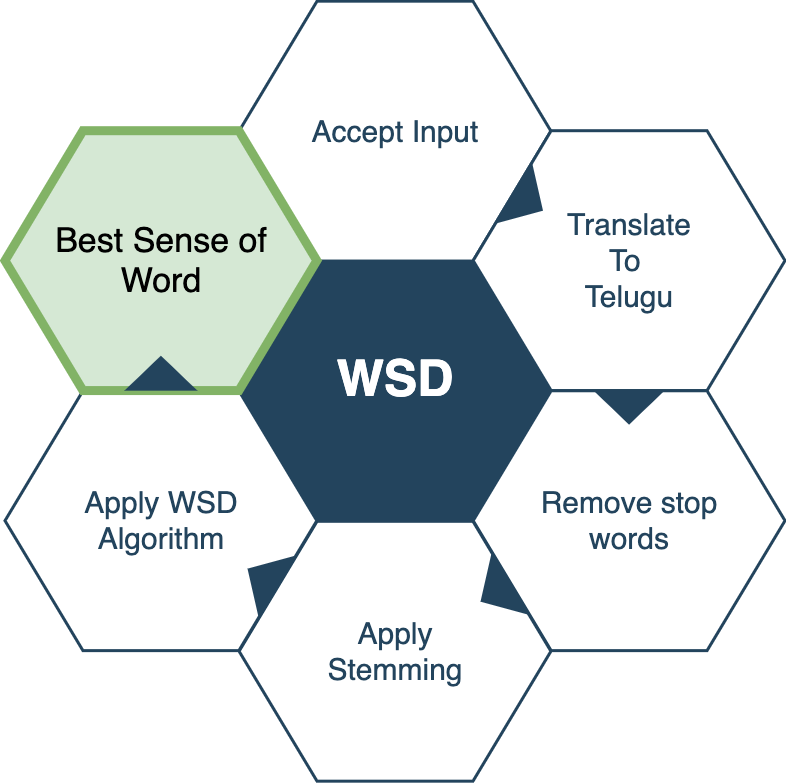 Accept Input
Translate
To
Telugu
Remove stop
words
Apply
Stemming
Apply WSD
Algorithm
Best Sense of
Word
WSD